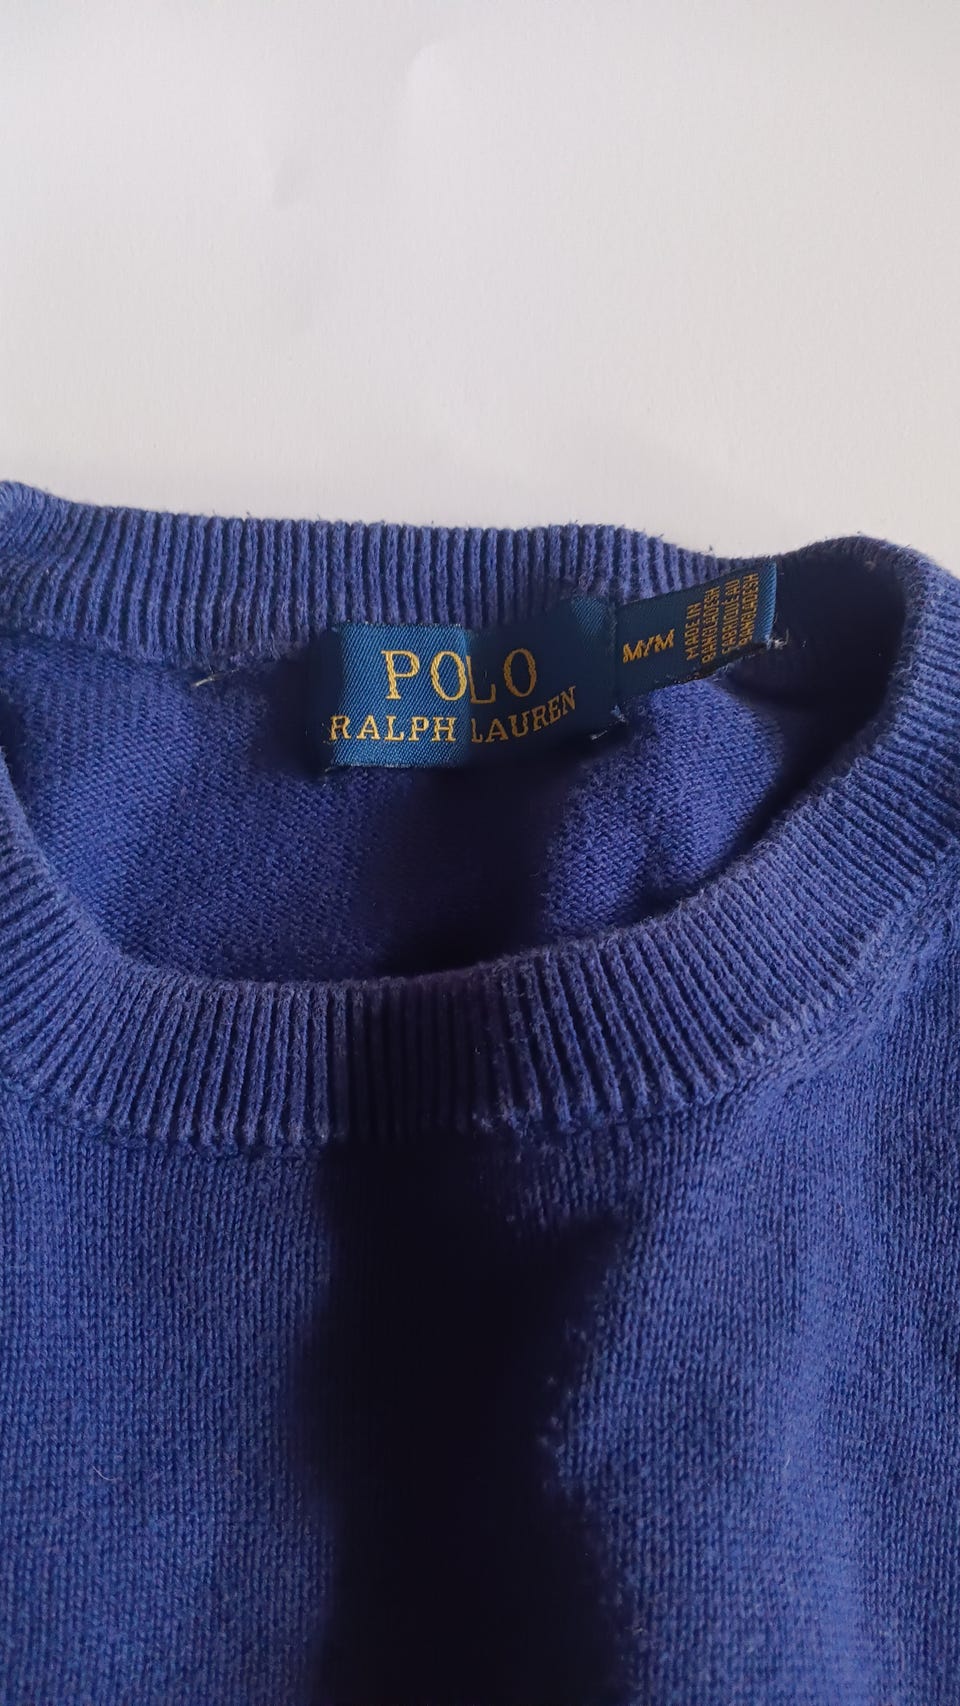 POLO
RALPH LAUREN
M/M
MADE IN
BANGLADESH
FABRIQUÉ AU
BANGLADESH